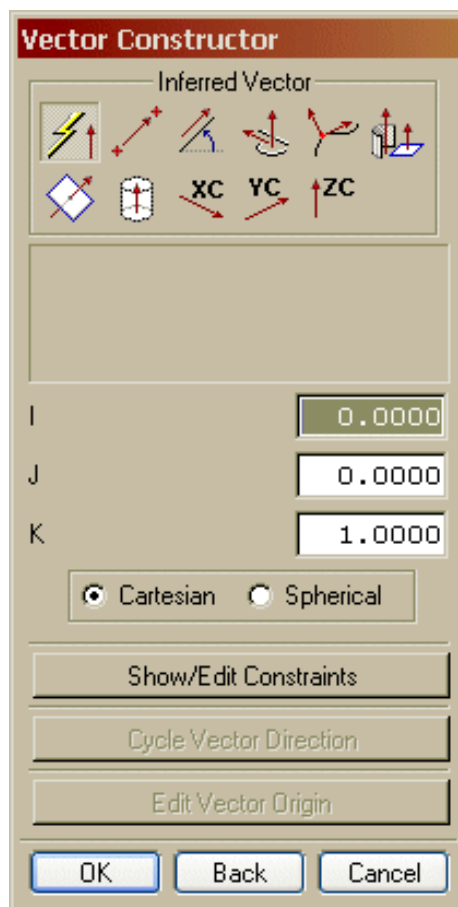 Vector Constructor
Inferred Vector
XC YC ZC
I 0.0000
J 0.0000
K 1.0000
Cartesian Spherical
Show/Edit Constraints
Cycle Vector Direction
Edit Vector Origin
OK Back Cancel